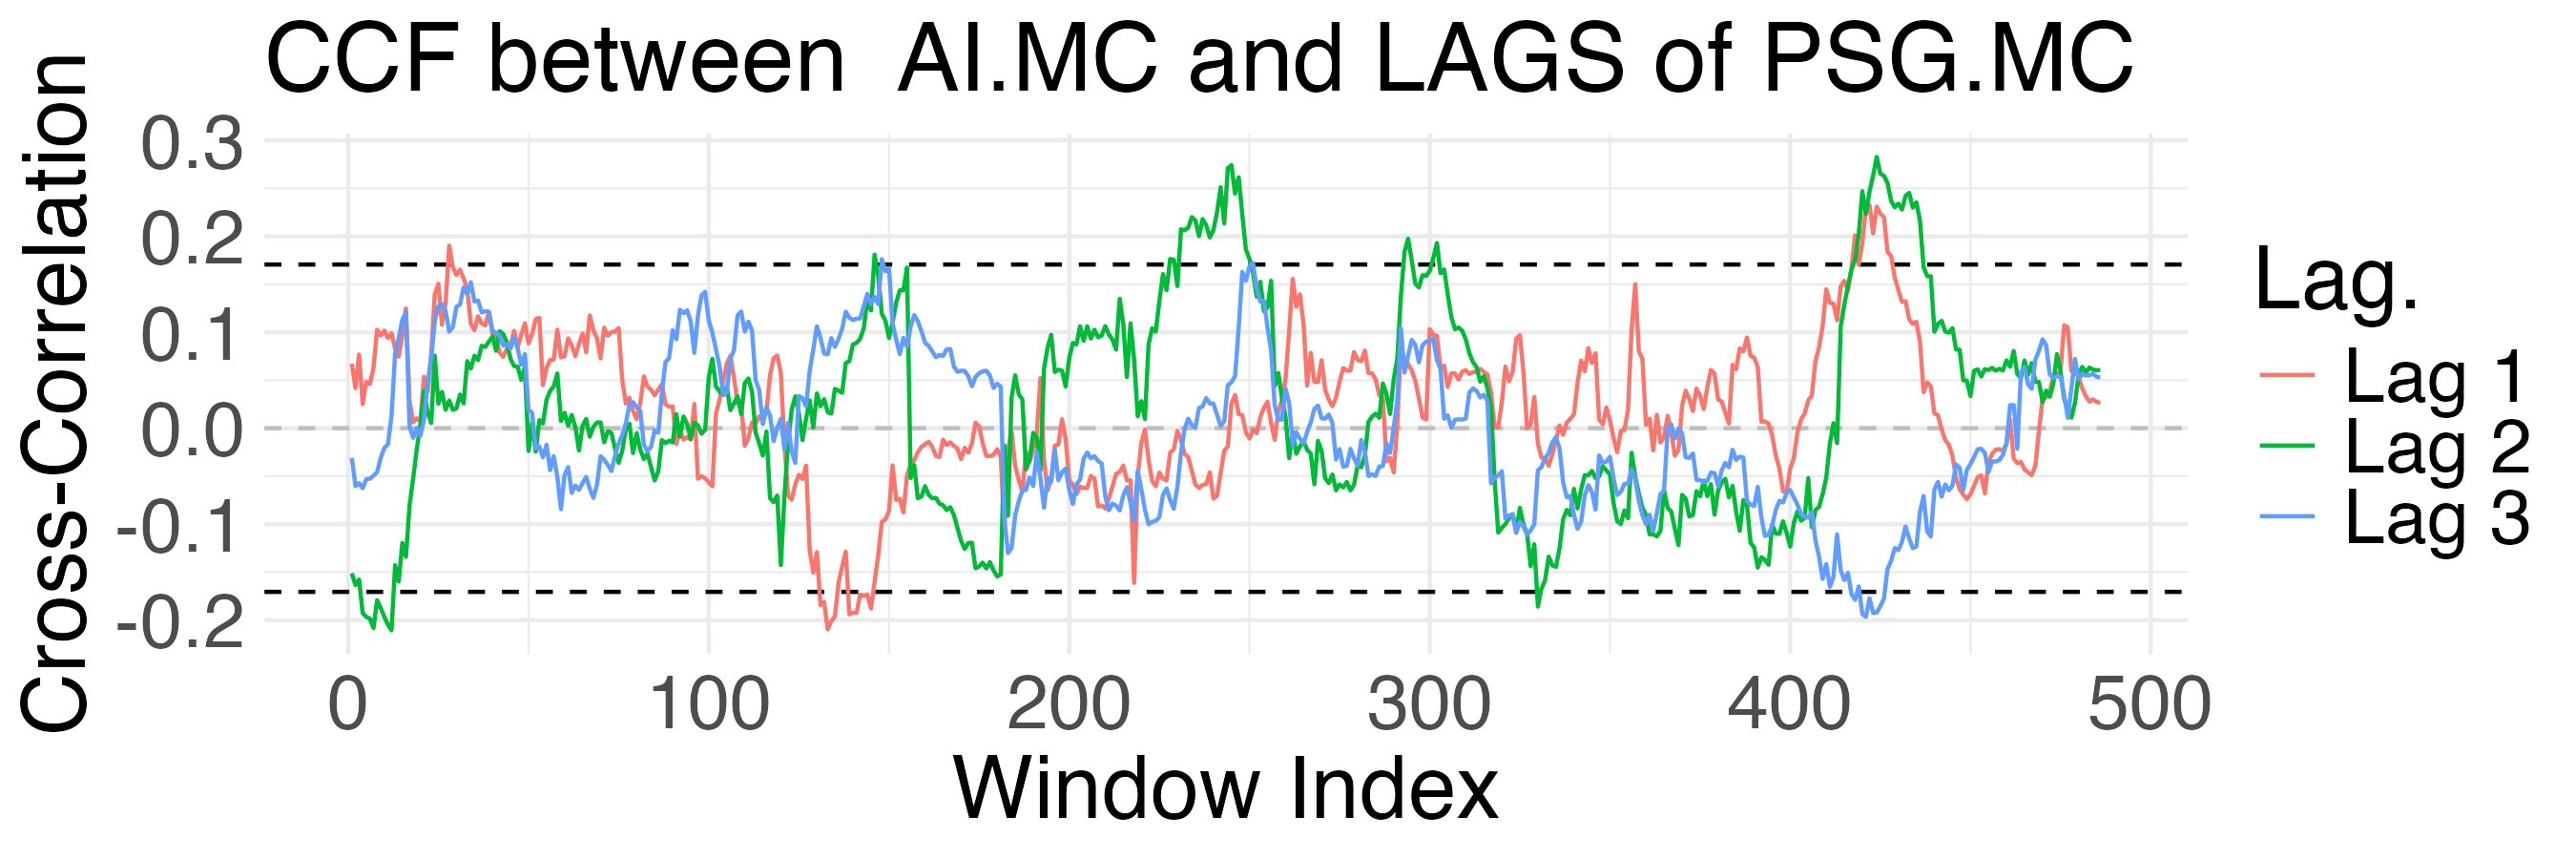 CCF between  AI.MC and LAGS of PSG.MC
Cross-Correlation
0.3
0.2
0.1
0.0
-0.1
-0.2
0 100 200 300 400 500
Window Index
Lag.
Lag 1
Lag 2
Lag 3